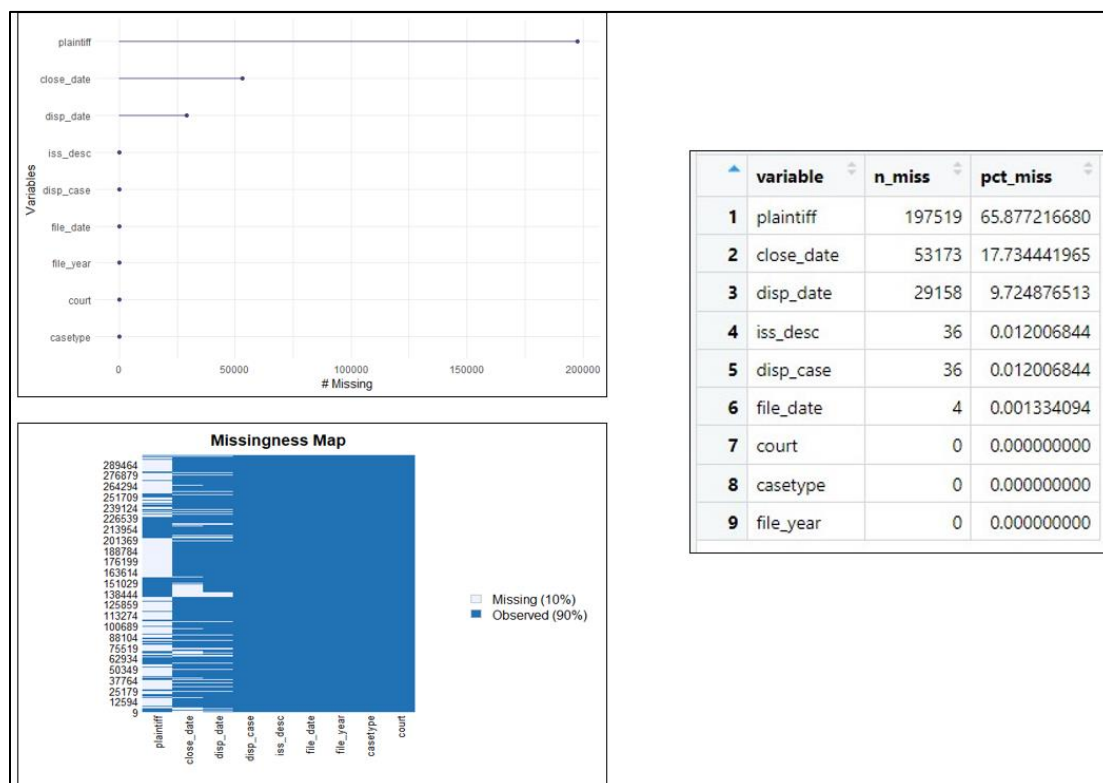 plaintiff
close_date
disp_date
iss_desc
disp_case
file_date
file_year
court
casetype
Variables
0 50000 100000 150000 200000
# Missing
variable n_miss pct_miss
1 plaintiff 197519 65.877216680
2 close_date 53173 17.734441965
3 disp_date 29158 9.724876513
4 iss_desc 36 0.012006844
5 disp_case 36 0.012006844
6 file_date 4 0.001334094
7 court 0 0.000000000
8 casetype 0 0.000000000
9 file_year 0 0.000000000
Missingness Map
289464
276879
264294
251709
239124
226539
213954
201369
188784
176199
163614
151029
138444
125859
113274
100689
88104
75519
62934
50349
37764
25179
12594
9
plaintiff
close_date
disp_date
disp_case
iss_desc
file_date
file_year
casetype
court
Missing (10%)
Observed (90%)